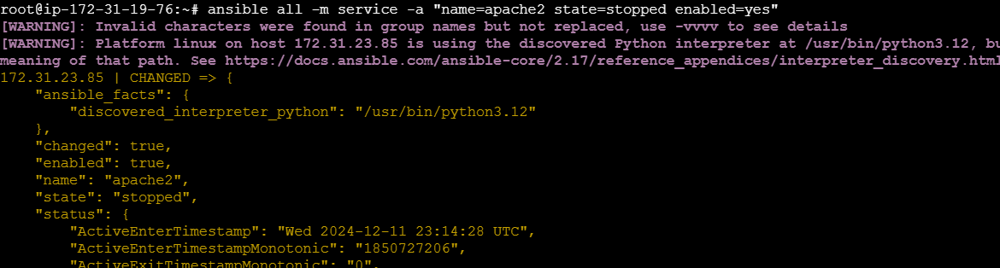 root@ip-172-31-19-76:~# ansible all -m service -a "name=apache2 state=stopped enabled=yes"
[WARNING]: Invalid characters were found in group names but not replaced, use -vvvv to see details
[WARNING]: Platform linux on host 172.31.23.85 is using the discovered Python interpreter at /usr/bin/python3.12, bu
meaning of that path. See https://docs.ansible.com/ansible-core/2.17/reference_appendices/interpreter_discovery.html
172.31.23.85 | CHANGED => {
    "ansible_facts": {
        "discovered_interpreter_python": "/usr/bin/python3.12"
    },
    "changed": true,
    "enabled": true,
    "name": "apache2",
    "state": "stopped",
    "status": {
        "ActiveEnterTimestamp": "Wed 2024-12-11 23:14:28 UTC",
        "ActiveEnterTimestampMonotonic": "1850727206",
        "ActiveExitTimestampMonotonic": "0",